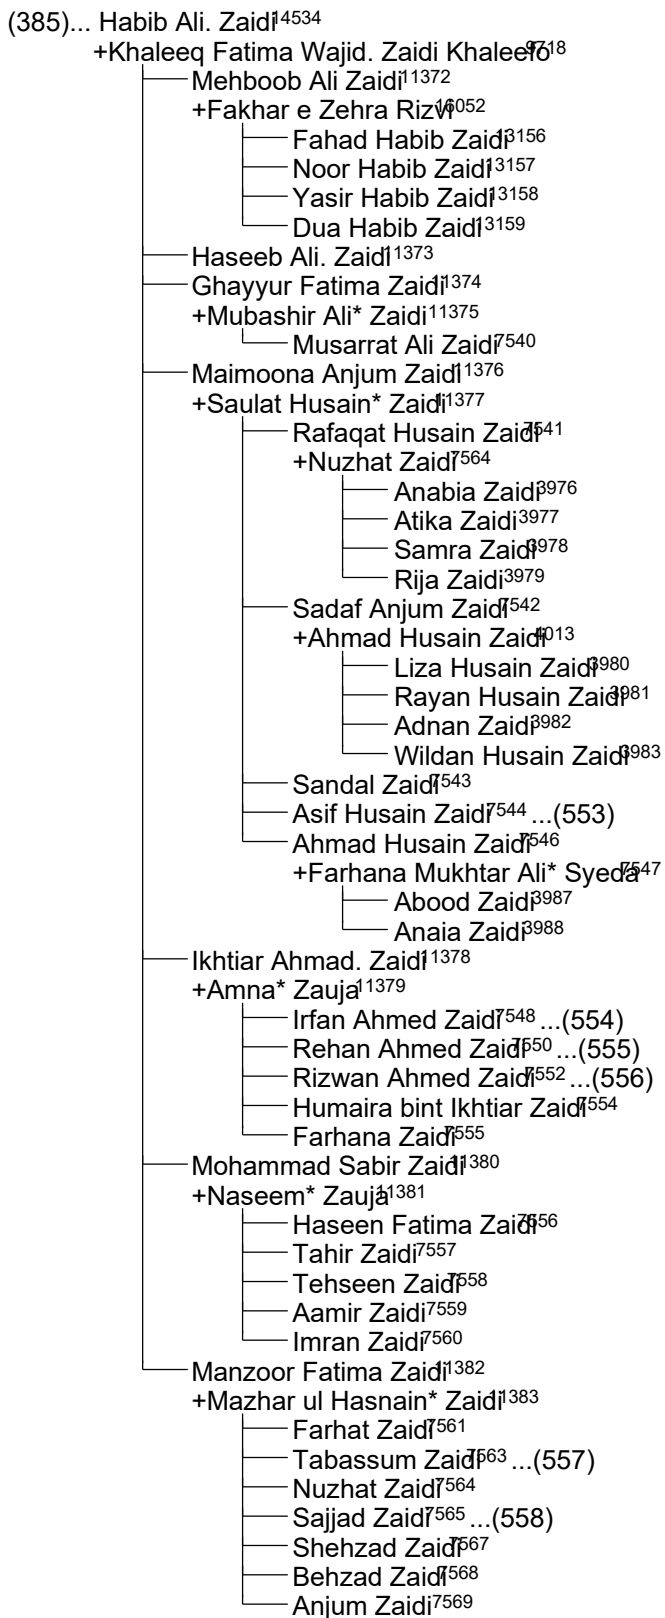 (385)... Habib Ali. Zaidi14534
+Khaleeq Fatima Wajid. Zaidi Khaleefo9718
Mehboob Ali Zaidi11372
+Fakhar e Zehra Rizvi16052
Fahad Habib Zaidi13156
Noor Habib Zaidi13157
Yasir Habib Zaidi13158
Dua Habib Zaidi13159
Haseeb Ali. Zaidi11373
Ghayyur Fatima Zaidi11374
+Mubashir Ali* Zaidi11375
Musarrat Ali Zaidi7540
Maimoona Anjum Zaidi11376
+Saulat Husain* Zaidi11377
Rafaqat Husain Zaidi7541
+Nuzhat Zaidi7564
Anabia Zaidi3976
Atika Zaidi3977
Samra Zaidi3978
Rija Zaidi3979
Sadaf Anjum Zaidi7542
+Ahmad Husain Zaidi4013
Liza Husain Zaidi3980
Rayan Husain Zaidi3981
Adnan Zaidi3982
Wildan Husain Zaidi3983
Sandal Zaidi7543
Asif Husain Zaidi7544 ...(553)
Ahmad Husain Zaidi7546
+Farhana Mukhtar Ali* Syeda7547
Abood Zaidi3987
Anaia Zaidi3988
Ikhtiar Ahmad. Zaidi11378
+Amna* Zauja11379
Irfan Ahmed Zaidi7548 ...(554)
Rehan Ahmed Zaidi7550 ...(555)
Rizwan Ahmed Zaidi7552 ...(556)
Humaira bint Ikhtiar Zaidi7554
Farhana Zaidi7555
Mohammad Sabir Zaidi11380
+Naseem* Zauja11381
Haseen Fatima Zaidi7556
Tahir Zaidi7557
Tehseen Zaidi7558
Aamir Zaidi7559
Imran Zaidi7560
Manzoor Fatima Zaidi11382
+Mazhar ul Hasnain* Zaidi11383
Farhat Zaidi7561
Tabassum Zaidi7563 ...(557)
Nuzhat Zaidi7564
Sajjad Zaidi7565 ...(558)
Shehzad Zaidi7567
Behzad Zaidi7568
Anjum Zaidi7569